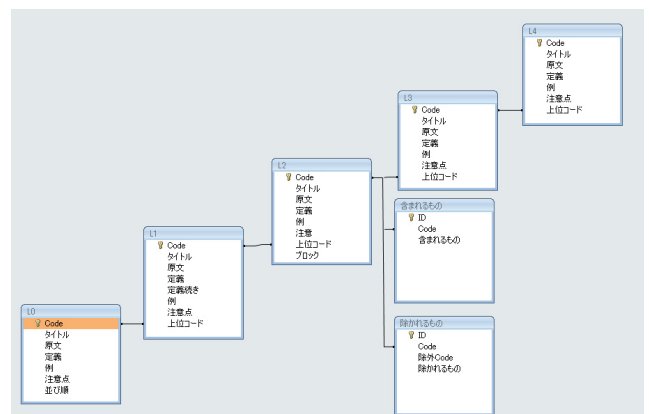 L4
Code
タイトル
原文
定義
例
注意点
上位コード
L3
Code
タイトル
原文
定義
例
注意点
上位コード
L2
Code
タイトル
原文
定義
例
注意
上位コード
ブロック
含まれるもの
ID
Code
含まれるもの
L1
Code
タイトル
原文
定義
定義続き
例
注意点
上位コード
L0
Code
タイトル
原文
定義
例
注意点
並び順
除かれるもの
ID
Code
除外Code
除かれるもの